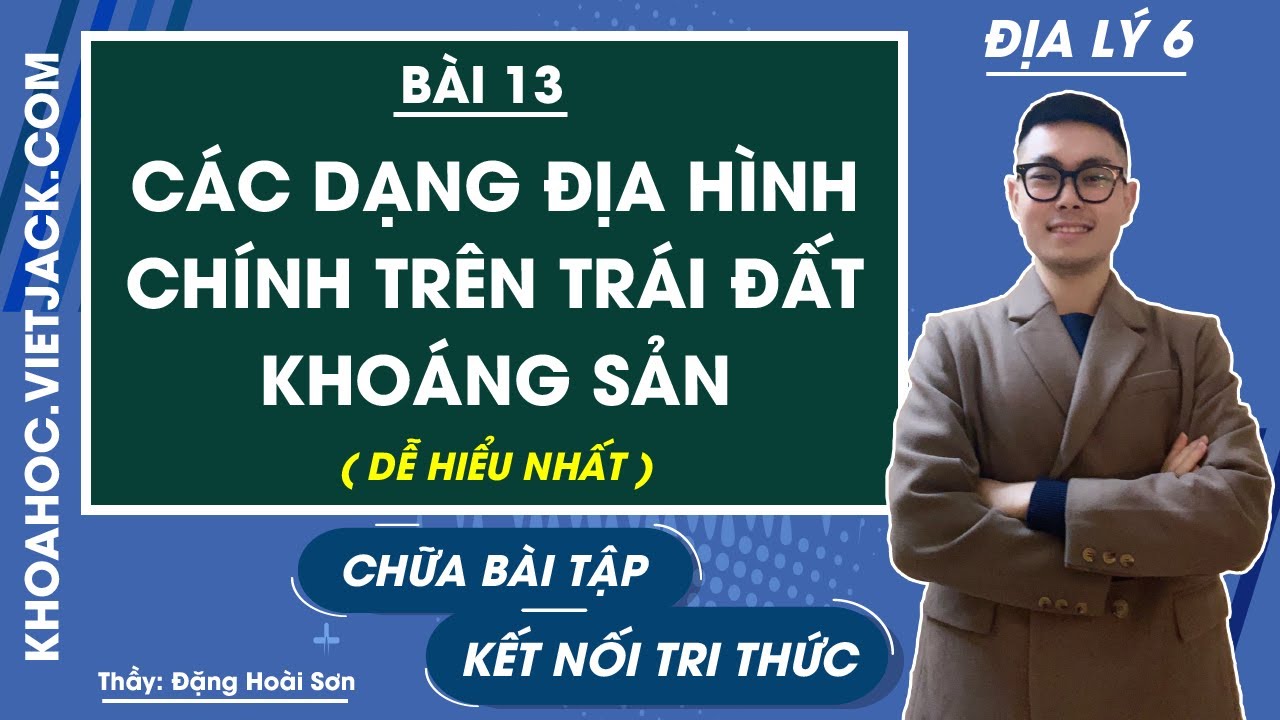 KHOAHOC.VIETJACK.COM
ĐỊA LÝ 6
BÀI 13
CÁC DẠNG ĐỊA HÌNH
CHÍNH TRÊN TRÁI ĐẤT
KHOÁNG SẢN
( DỄ HIỂU NHẤT )
CHỮA BÀI TẬP
KẾT NỐI TRI THỨC
Thầy: Đặng Hoài Sơn